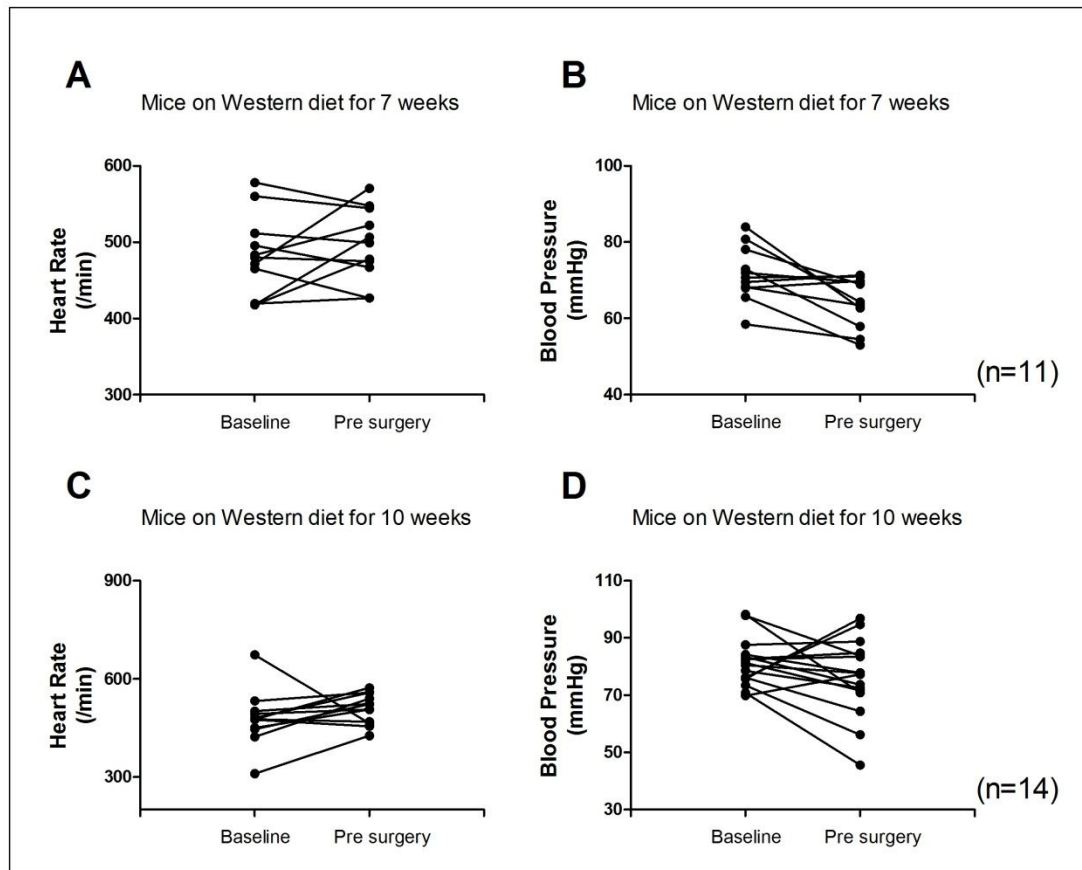 A
Mice on Western diet for 7 weeks
Heart Rate
(/min)
600
500
400
300
Baseline
Pre surgery
B
Mice on Western diet for 7 weeks
Blood Pressure
(mmHg)
100
80
60
40
Baseline
Pre surgery
(n=11)
C
Mice on Western diet for 10 weeks
Heart Rate
(/min)
900
600
300
Baseline
Pre surgery
D
Mice on Western diet for 10 weeks
Blood Pressure
(mmHg)
110
90
70
50
30
Baseline
Pre surgery
(n=14)